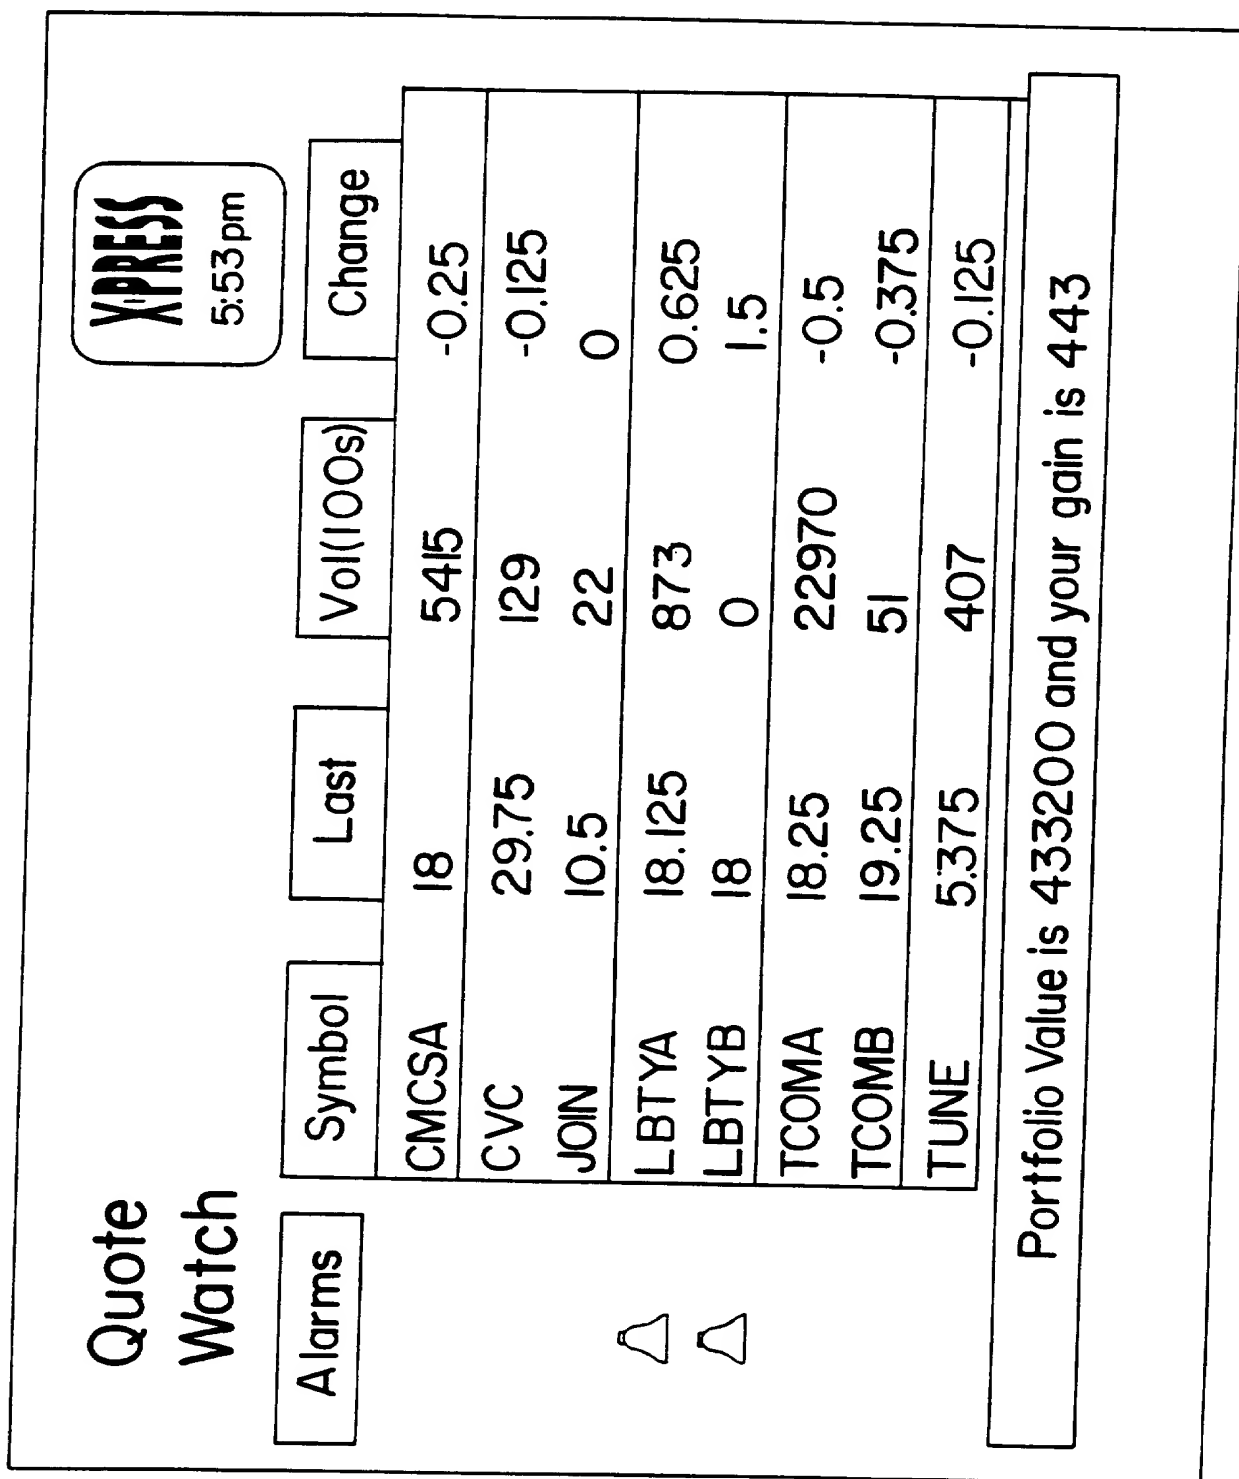 Quote
Watch
X·PRESS
5:53 pm
Alarms Symbol Last Vol(100s) Change
CMCSA 18 5415 -0.25
CVC 29.75 129 -0.125
JOIN 10.5 22 0
LBTYA 18.125 873 0.625
LBTYB 18 0 1.5
TCOMA 18.25 22970 -0.5
TCOMB 19.25 51 -0.375
TUNE 5.375 407 -0.125
Portfolio Value is 433200 and your gain is 443